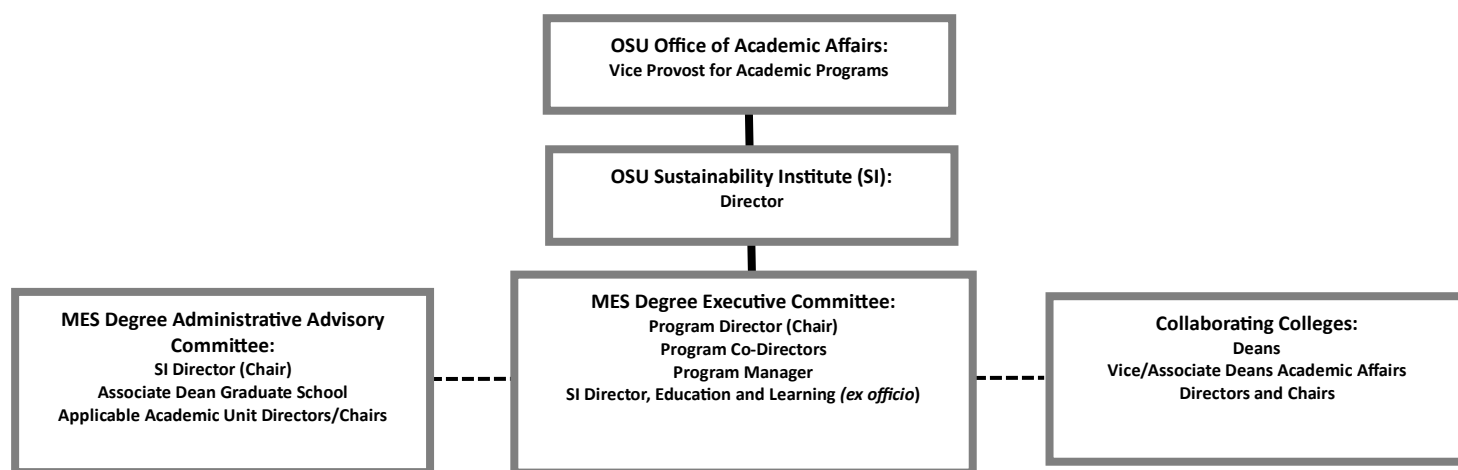 OSU Office of Academic Affairs:
Vice Provost for Academic Programs
OSU Sustainability Institute (SI):
Director
MES Degree Administrative Advisory
Committee:
SI Director (Chair)
Associate Dean Graduate School
Applicable Academic Unit Directors/Chairs
MES Degree Executive Committee:
Program Director (Chair)
Program Co-Directors
Program Manager
SI Director, Education and Learning (ex officio)
Collaborating Colleges:
Deans
Vice/Associate Deans Academic Affairs
Directors and Chairs